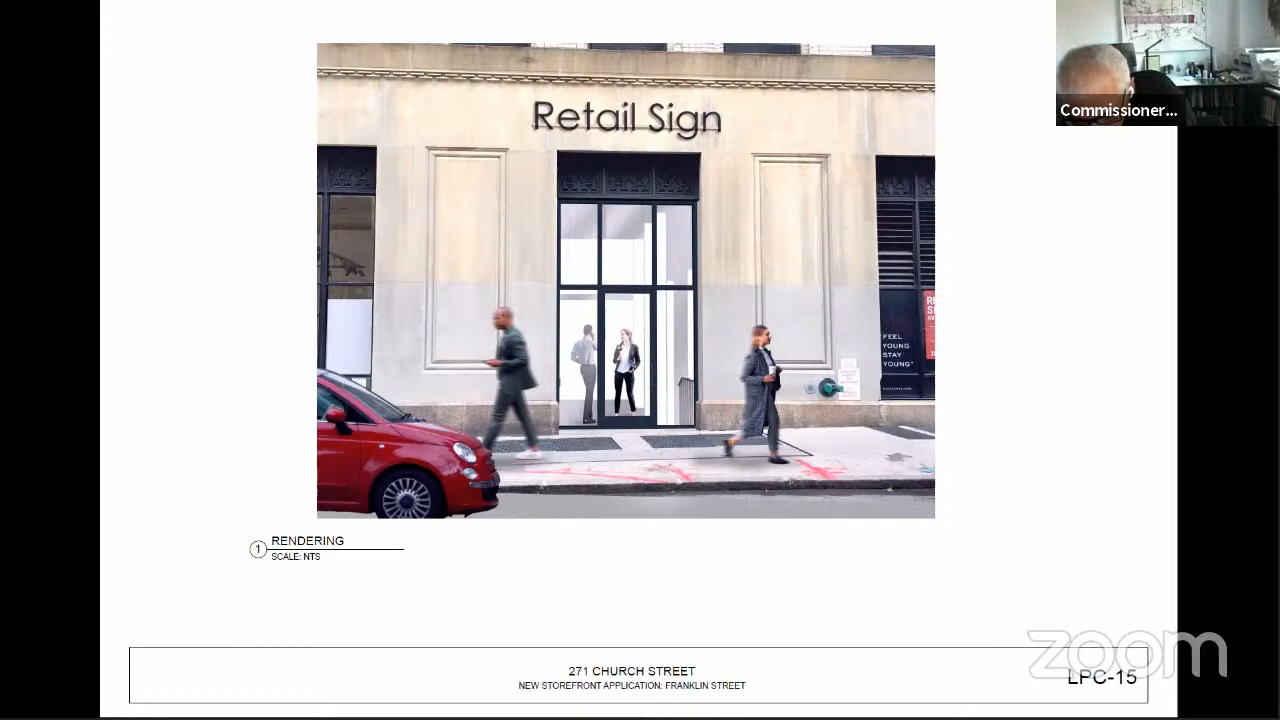 Commissioner...
Retail Sign
"FEEL
YOUNG
STAY
YOUNG"
1
RENDERING
SCALE: NTS
zoom
271 CHURCH STREET
NEW STOREFRONT APPLICATION: FRANKLIN STREET
LPC-15